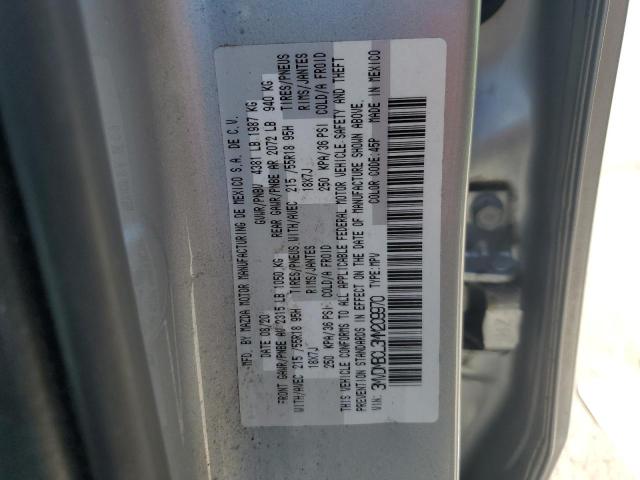 MFD. BY MAZDA MOTOR MANUFACTURING DE MEXICO S.A. DE C.V.
DATE 08/20 GVWR/PNBV 4381 LB 1987 KG
FRONT GAWR/PNBE AV 2315 LB 1050 KG REAR GAWR/PNBE AR 2072 LB 940 KG
WITH/AVEC 215 /55R18 95H TIRES/PNEUS WITH/AVEC 215 /55R18 95H TIRES/PNEUS
18X7J RIMS/JANTES 18X7J RIMS/JANTES
250 KPA/36 PSI COLD/A FROID 250 KPA/36 PSI COLD/A FROID
THIS VEHICLE CONFORMS TO ALL APPLICABLE FEDERAL MOTOR VEHICLE SAFETY AND THEFT
PREVENTION STANDARDS IN EFFECT ON THE DATE OF MANUFACTURE SHOWN ABOVE.
VIN: 3MVDMBCL3MM209970 TYPE:MPV COLOR CODE:45P MADE IN MEXICO